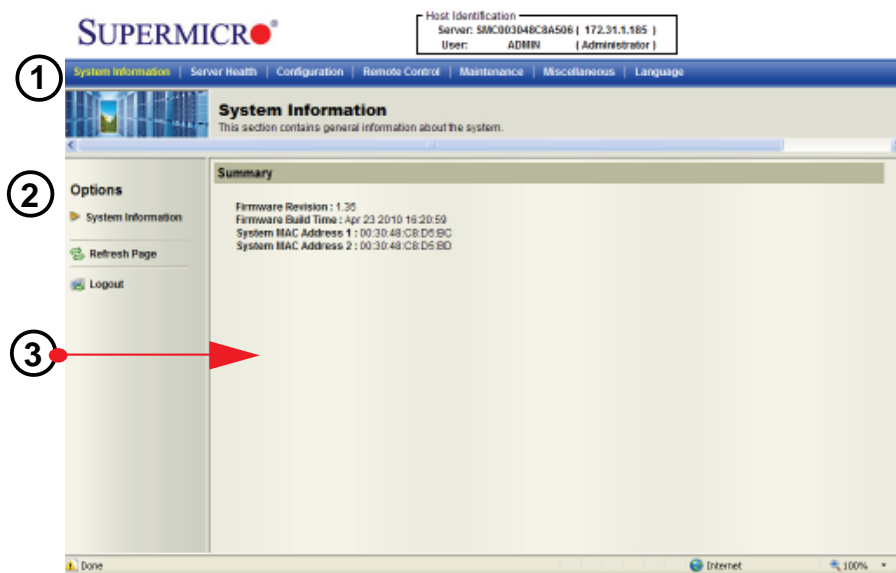 SUPERMICRO
Host Identification
Server: SMC003048C8A506 ( 172.31.1.185 )
User: ADMIN ( Administrator )
1
System Information | Server Health | Configuration | Remote Control | Maintenance | Miscellaneous | Language
System Information
This section contains general information about the system.
2
Options
System Information
Refresh Page
Logout
Summary
Firmware Revision : 1.35
Firmware Build Time : Apr 23 2010 16:20:59
System MAC Address 1 : 00:30:48:C8:D5:BC
System MAC Address 2 : 00:30:48:C8:D5:BD
3
Done
Internet
100%